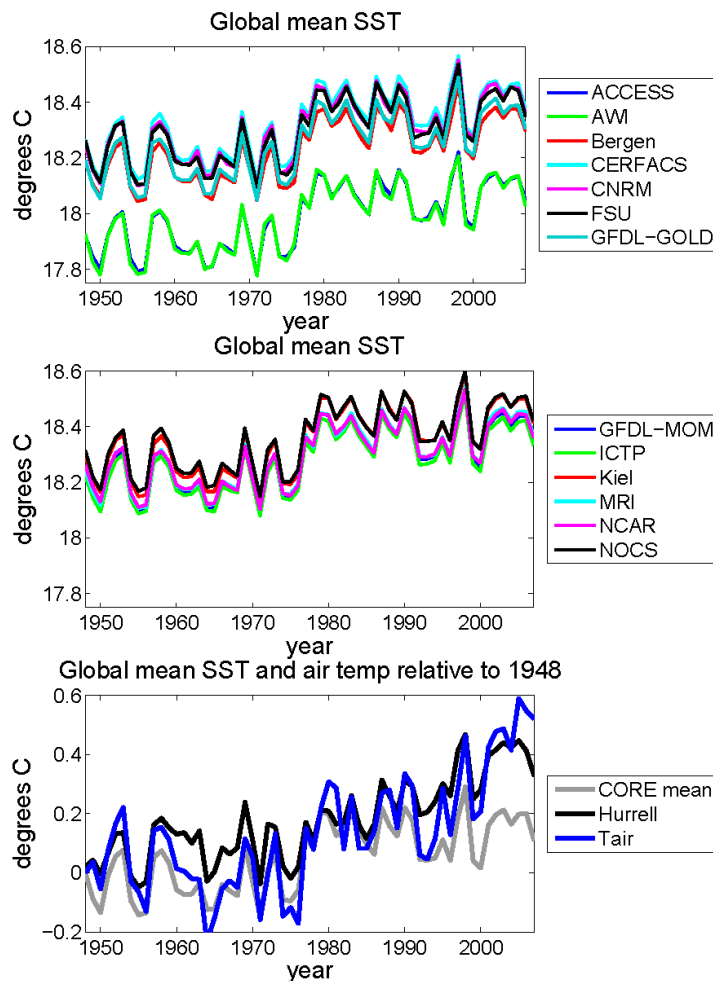 Global mean SST
18.6
18.4
18.2
18
17.8
degrees C
1950
1960
1970
1980
1990
2000
year
ACCESS
AWI
Bergen
CERFACS
CNRM
FSU
GFDL-GOLD
Global mean SST
18.6
18.4
18.2
18
17.8
degrees C
1950
1960
1970
1980
1990
2000
year
GFDL-MOM
ICTP
Kiel
MRI
NCAR
NOCS
Global mean SST and air temp relative to 1948
0.6
0.4
0.2
0
−0.2
degrees C
1950
1960
1970
1980
1990
2000
year
CORE mean
Hurrell
Tair